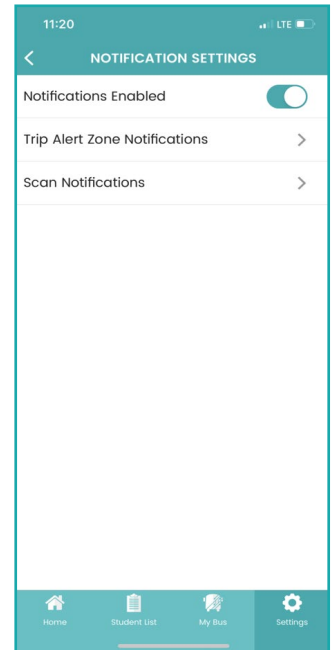 11:20
LTE
NOTIFICATION SETTINGS
Notifications Enabled
Trip Alert Zone Notifications
Scan Notifications
Home
Student List
My Bus
Settings